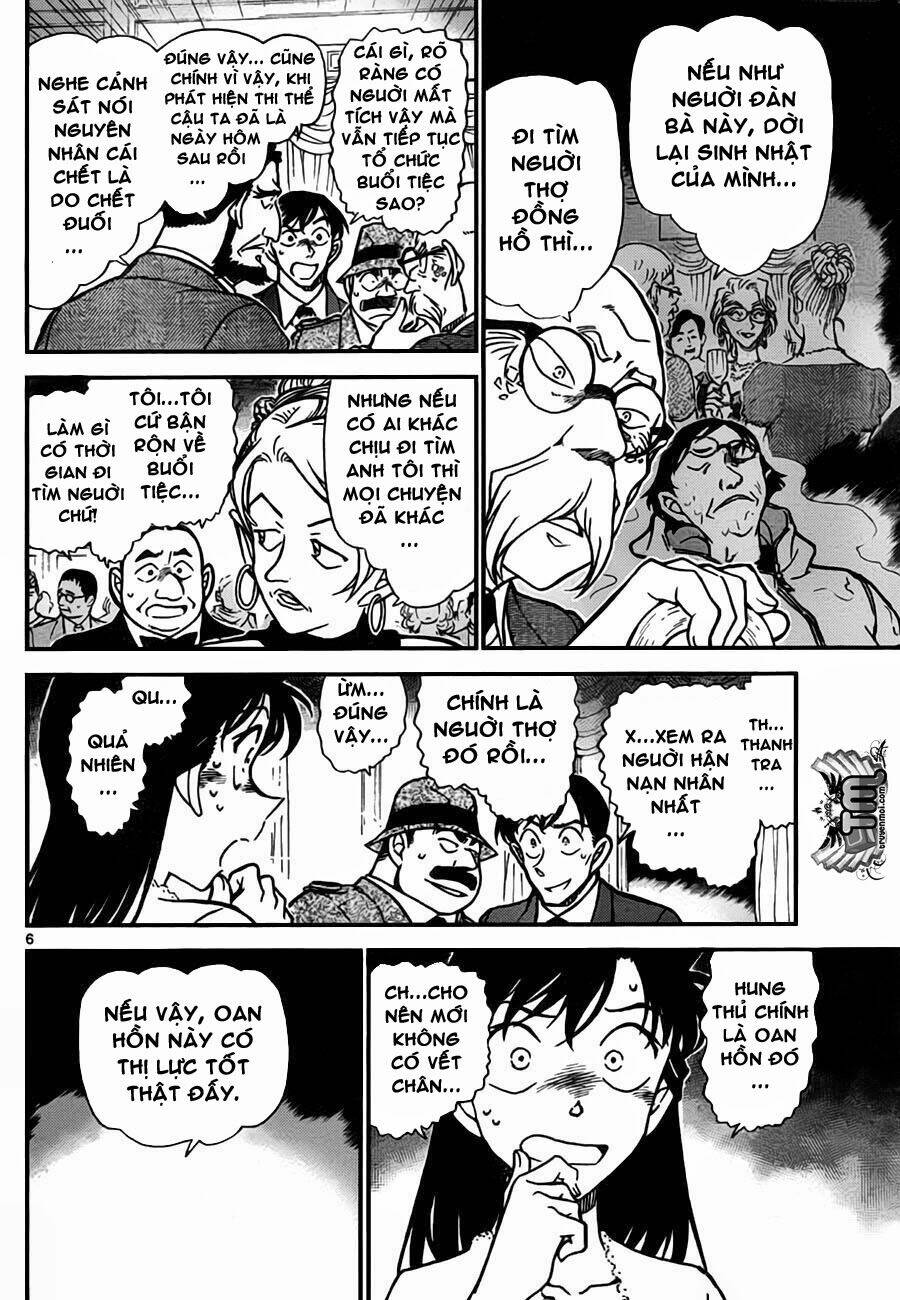 NẾU NHƯ
NGƯỜI ĐÀN
BÀ NÀY, DỜI
LẠI SINH NHẬT
CỦA MÌNH...
ĐI TÌM
NGƯỜI THỢ
ĐỒNG
HỒ THÌ...
CÁI GÌ, RÕ
RÀNG CÓ
NGƯỜI MẤT
TÍCH VẬY MÀ
VẪN TIẾP TỤC
TỔ CHỨC
BUỔI TIỆC
SAO?
ĐÚNG VẬY... CŨNG
CHÍNH VÌ VẬY, KHI
PHÁT HIỆN THI THỂ
CẬU TA ĐÃ LÀ
NGÀY HÔM
SAU RỒI
...
NGHE CẢNH
SÁT NÓI
NGUYÊN
NHÂN CÁI
CHẾT LÀ
DO CHẾT
ĐUỐI
...
NHƯNG NẾU
CÓ AI KHÁC
CHỊU ĐI TÌM
ANH TÔI THÌ
MỌI CHUYỆN
ĐÃ KHÁC
...
TÔI...TÔI
CỨ BẬN
RỘN VỀ
BUỔI
TIỆC...
LÀM GÌ
CÓ THỜI
GIAN ĐI
TÌM NGƯỜI
CHỨ!
TH...
THANH
TRA
...
X...XEM RA
NGƯỜI HẬN
NẠN NHÂN
NHẤT
...
CHÍNH LÀ
NGƯỜI THỢ
ĐÓ RỒI...
ỪM...
ĐÚNG
VẬY...
QU...
QUẢ
NHIÊN
...
TM
truyenmoi.com
6
HUNG
THỦ CHÍNH
LÀ OAN
HỒN ĐÓ
...
CH...CHO
NÊN MỚI
KHÔNG
CÓ VẾT
CHÂN...
NẾU VẬY, OAN
HỒN NÀY CÓ
THỊ LỰC TỐT
THẬT ĐẤY.